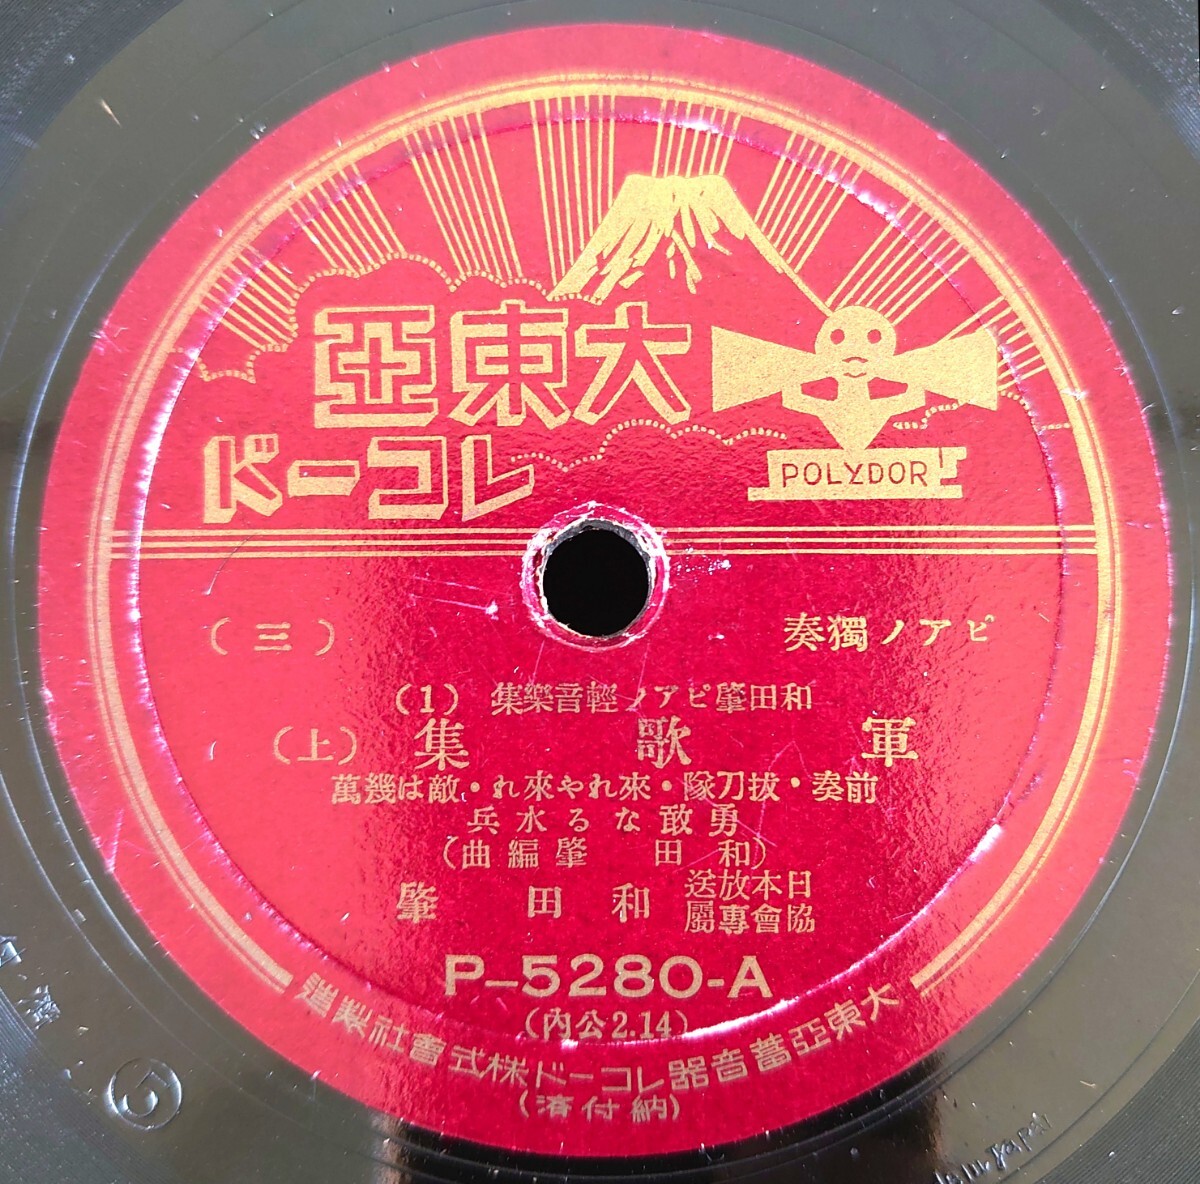 大東亞
レコード
POLYDOR
ピアノ獨奏 (三)
和田肇ピアノ輕音樂集 (1)
軍歌集 (上)
前奏・拔刀隊・來れや來れ・敵は幾萬
勇敢なる水兵
(和田肇編曲)
日本放送
協會專屬
和田肇
P-5280-A
(内公2.14)
大東亞蓄音器レコード株式會社製造
(納付済)
5